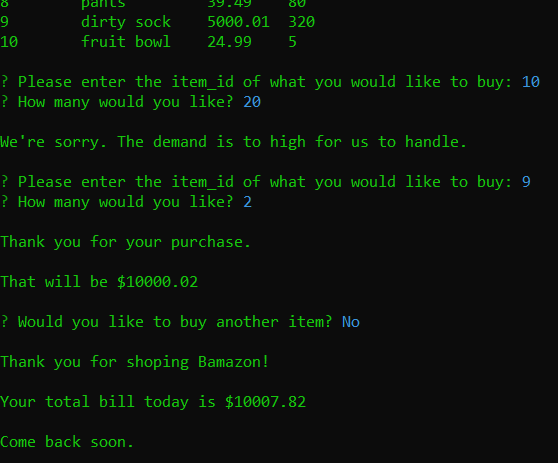 8 pants 39.49 80
9 dirty sock 5000.01 320
10 fruit bowl 24.99 5
? Please enter the item_id of what you would like to buy: 10
? How many would you like? 20
We're sorry. The demand is to high for us to handle.
? Please enter the item_id of what you would like to buy: 9
? How many would you like? 2
Thank you for your purchase.
That will be $10000.02
? Would you like to buy another item? No
Thank you for shoping Bamazon!
Your total bill today is $10007.82
Come back soon.